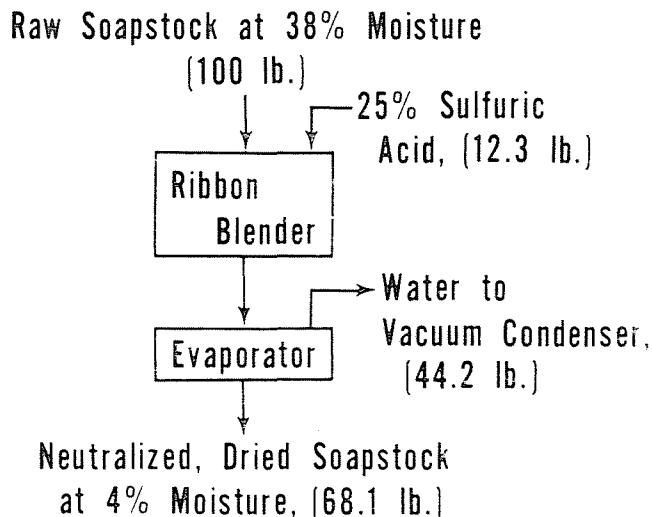 Raw Soapstock at 38% Moisture
(100 lb.)
25% Sulfuric
Acid, (12.3 lb.)
Ribbon
Blender
Water to
Vacuum Condenser,
(44.2 lb.)
Evaporator
Neutralized, Dried Soapstock
at 4% Moisture, (68.1 lb.)